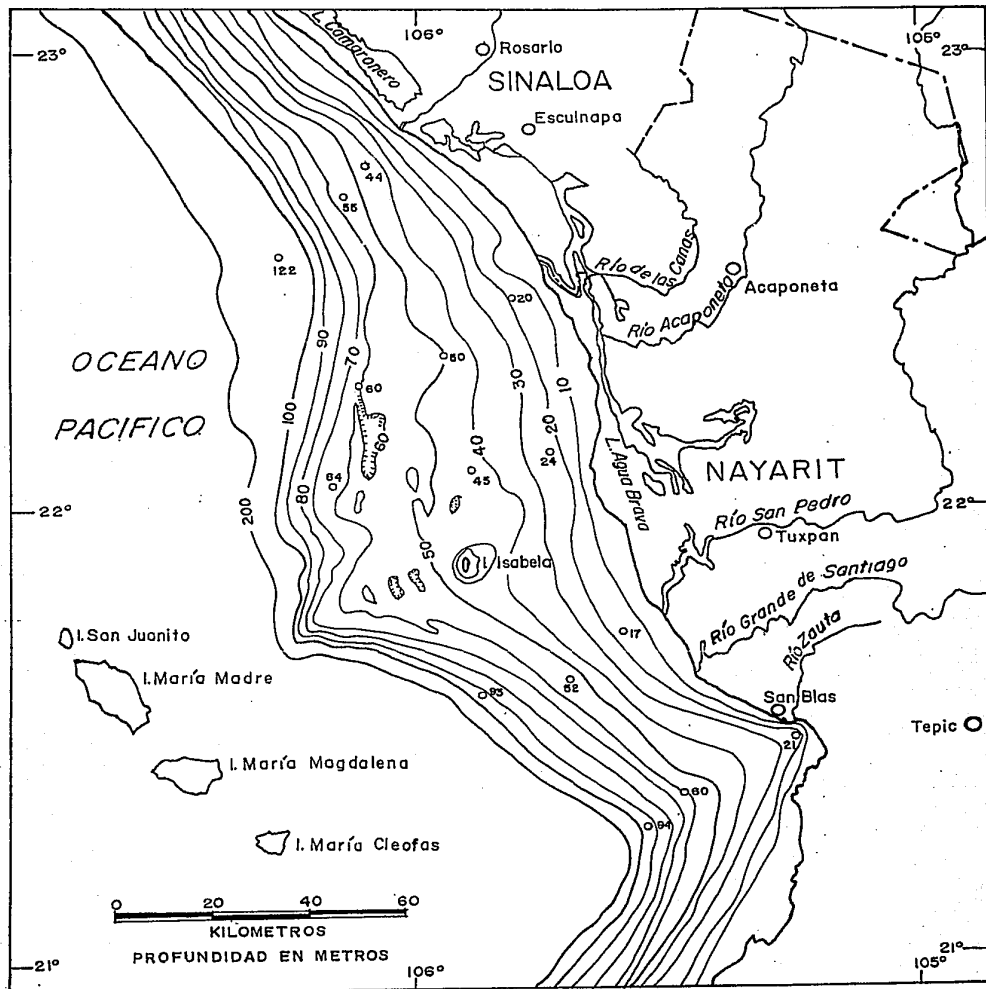 106°
105°
23°
23°
L. Camaronero
Rosario
SINALOA
Escuinapa
44
55
122
Río de las Canas
Acaponeta
20
Río Acaponeta
OCEANO
PACIFICO
90
70
50
60
100
60
80
30
20
10
40
24
45
64
200
L. Agua Brava
NAYARIT
22°
22°
Río San Pedro
Tuxpan
50
I. Isabela
Río Grande de Santiago
Río Zauta
17
I. San Juanito
I. María Madre
93
52
San Blas
Tepic
21
I. María Magdalena
60
94
I. María Cleofas
0 20 40 60
KILOMETROS
PROFUNDIDAD EN METROS
21°
21°
106°
105°